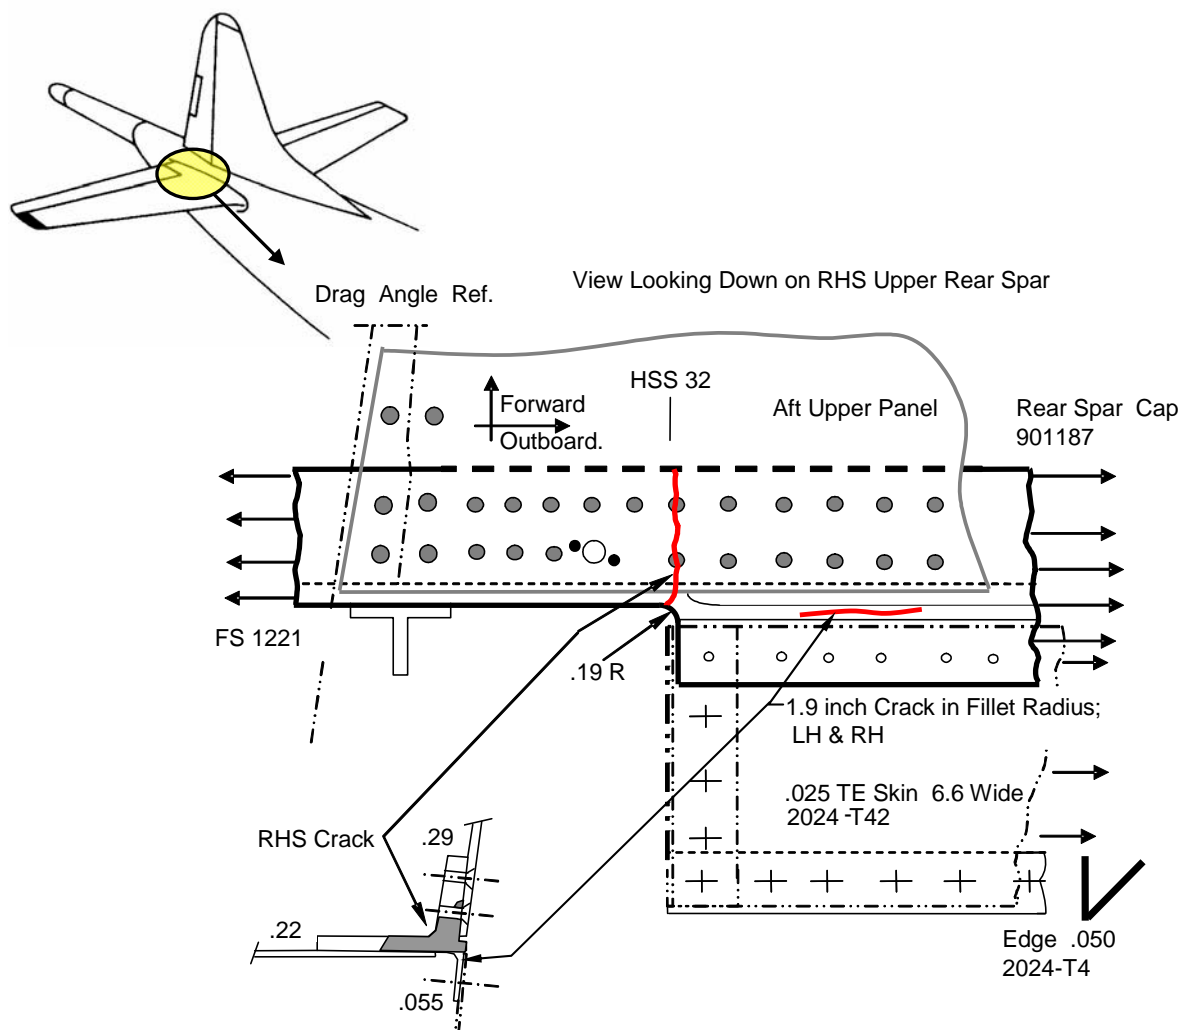 View Looking Down on RHS Upper Rear Spar
Drag Angle Ref.
HSS 32
Forward
Outboard.
Aft Upper Panel
Rear Spar Cap
901187
FS 1221
.19 R
1.9 inch Crack in Fillet Radius;
LH & RH
.025 TE Skin 6.6 Wide
2024-T42
RHS Crack
.29
.22
.055
Edge .050
2024-T4